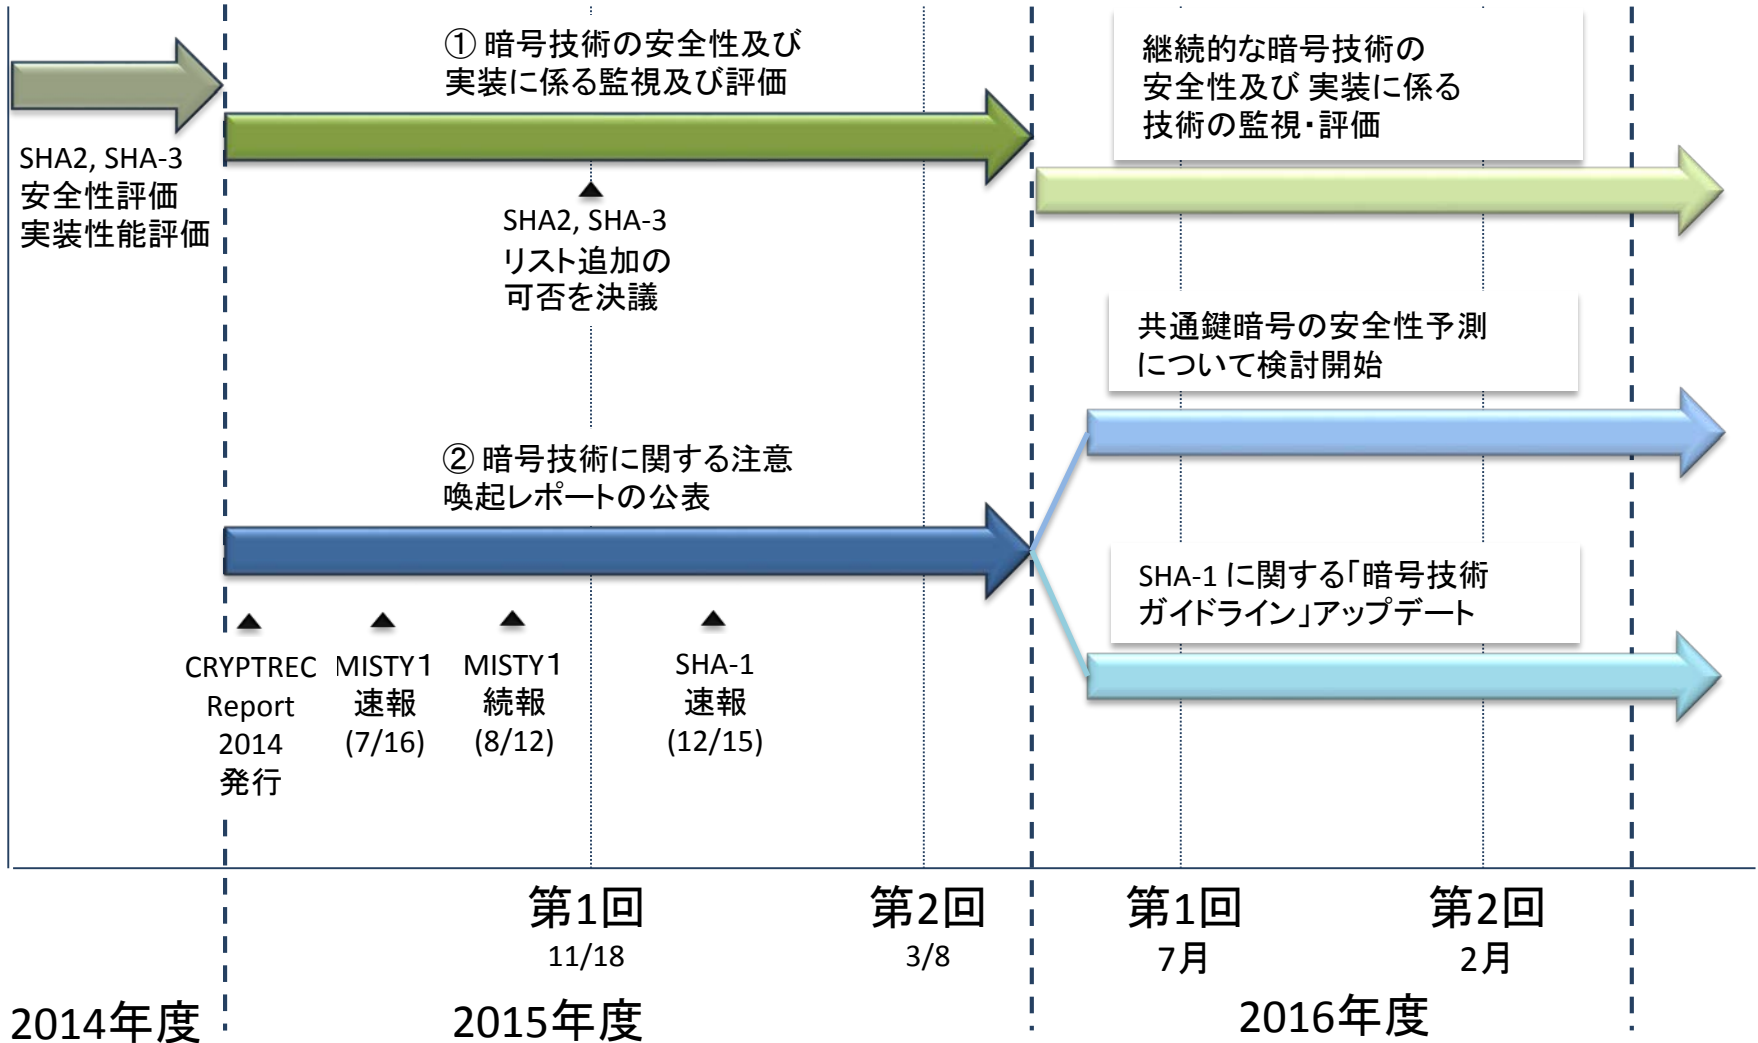 ① 暗号技術の安全性及び
実装に係る監視及び評価
継続的な暗号技術の
安全性及び 実装に係る
技術の監視・評価
SHA2, SHA-3
安全性評価
実装性能評価
SHA2, SHA-3
リスト追加の
可否を決議
共通鍵暗号の安全性予測
について検討開始
② 暗号技術に関する注意
喚起レポートの公表
SHA-1 に関する「暗号技術
ガイドライン」アップデート
CRYPTREC
Report
2014
発行
MISTY1
速報
(7/16)
MISTY1
続報
(8/12)
SHA-1
速報
(12/15)
第1回
11/18
第2回
3/8
第1回
7月
第2回
2月
2014年度
2015年度
2016年度